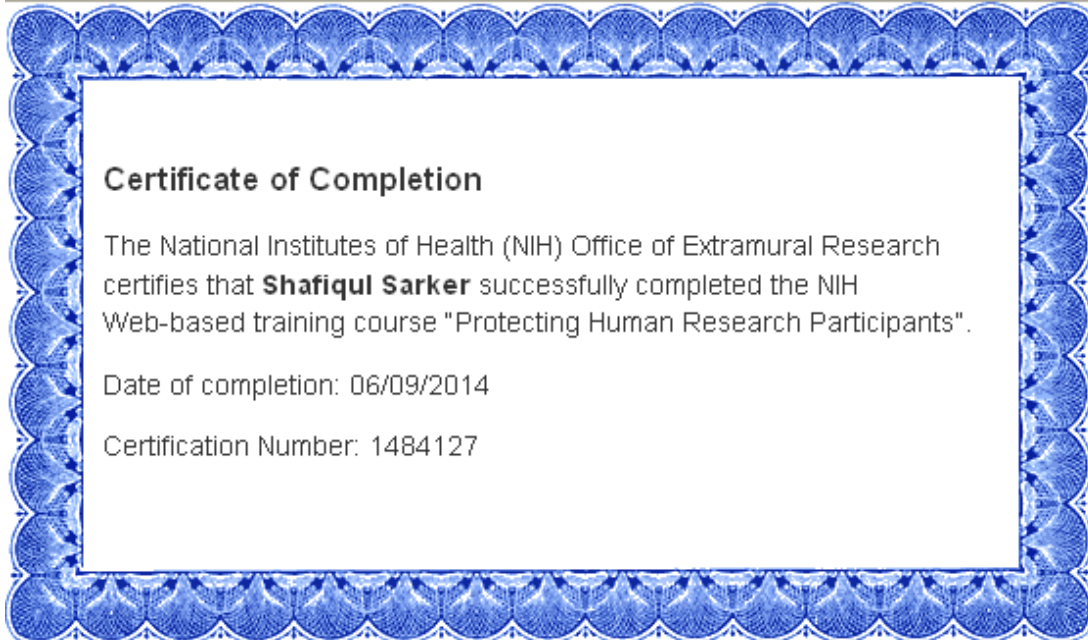 Certificate of Completion
The National Institutes of Health (NIH) Office of Extramural Research
certifies that Shafiqul Sarker successfully completed the NIH
Web-based training course "Protecting Human Research Participants".
Date of completion: 06/09/2014
Certification Number: 1484127